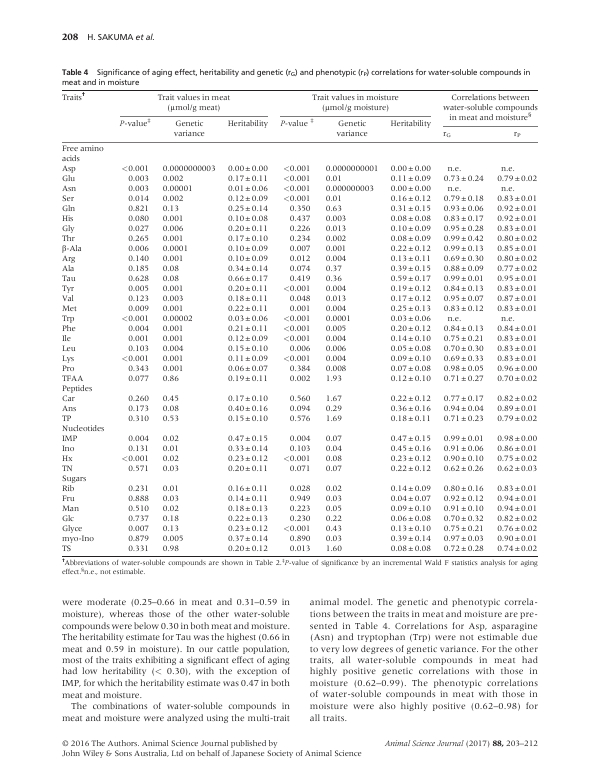 208 H. SAKUMA et al.
Table 4 Significance of aging effect, heritability and genetic (rG) and phenotypic (rP) correlations for water-soluble compounds in
meat and in moisture
Traits† Trait values in meat (μmol/g meat) Trait values in moisture (μmol/g moisture) Correlations between water-soluble compounds in meat and moisture§
P-value‡ Genetic variance Heritability P-value ‡ Genetic variance Heritability rG rP
Free amino
acids
Asp <0.001 0.0000000003 0.00 ± 0.00 <0.001 0.0000000001 0.00 ± 0.00 n.e. n.e.
Glu 0.003 0.002 0.17 ± 0.11 <0.001 0.01 0.11 ± 0.09 0.73 ± 0.24 0.79 ± 0.02
Asn 0.003 0.00001 0.01 ± 0.06 <0.001 0.000000003 0.00 ± 0.00 n.e. n.e.
Ser 0.014 0.002 0.12 ± 0.09 <0.001 0.01 0.16 ± 0.12 0.79 ± 0.18 0.83 ± 0.01
Gln 0.821 0.13 0.25 ± 0.14 0.350 0.63 0.31 ± 0.15 0.93 ± 0.06 0.92 ± 0.01
His 0.080 0.001 0.10 ± 0.08 0.437 0.003 0.08 ± 0.08 0.83 ± 0.17 0.92 ± 0.01
Gly 0.027 0.006 0.20 ± 0.11 0.226 0.013 0.10 ± 0.09 0.95 ± 0.28 0.83 ± 0.01
Thr 0.265 0.001 0.17 ± 0.10 0.234 0.002 0.08 ± 0.09 0.99 ± 0.42 0.80 ± 0.02
β-Ala 0.006 0.0001 0.10 ± 0.09 0.007 0.001 0.22 ± 0.12 0.99 ± 0.13 0.85 ± 0.01
Arg 0.140 0.001 0.10 ± 0.09 0.012 0.004 0.13 ± 0.11 0.69 ± 0.30 0.80 ± 0.02
Ala 0.185 0.08 0.34 ± 0.14 0.074 0.37 0.39 ± 0.15 0.88 ± 0.09 0.77 ± 0.02
Tau 0.628 0.08 0.66 ± 0.17 0.419 0.36 0.59 ± 0.17 0.99 ± 0.01 0.95 ± 0.01
Tyr 0.005 0.001 0.20 ± 0.11 <0.001 0.004 0.19 ± 0.12 0.84 ± 0.13 0.83 ± 0.01
Val 0.123 0.003 0.18 ± 0.11 0.048 0.013 0.17 ± 0.12 0.95 ± 0.07 0.87 ± 0.01
Met 0.009 0.001 0.22 ± 0.11 0.001 0.004 0.25 ± 0.13 0.83 ± 0.12 0.83 ± 0.01
Trp <0.001 0.00002 0.03 ± 0.06 <0.001 0.0001 0.03 ± 0.06 n.e. n.e.
Phe 0.004 0.001 0.21 ± 0.11 <0.001 0.005 0.20 ± 0.12 0.84 ± 0.13 0.84 ± 0.01
Ile 0.001 0.001 0.12 ± 0.09 <0.001 0.004 0.14 ± 0.10 0.75 ± 0.21 0.83 ± 0.01
Leu 0.103 0.004 0.15 ± 0.10 0.006 0.006 0.05 ± 0.08 0.70 ± 0.30 0.83 ± 0.01
Lys <0.001 0.001 0.11 ± 0.09 <0.001 0.004 0.09 ± 0.10 0.69 ± 0.33 0.83 ± 0.01
Pro 0.343 0.001 0.06 ± 0.07 0.384 0.008 0.07 ± 0.08 0.98 ± 0.05 0.96 ± 0.00
TFAA 0.077 0.86 0.19 ± 0.11 0.002 1.93 0.12 ± 0.10 0.71 ± 0.27 0.70 ± 0.02
Peptides
Car 0.260 0.45 0.17 ± 0.10 0.560 1.67 0.22 ± 0.12 0.77 ± 0.17 0.82 ± 0.02
Ans 0.173 0.08 0.40 ± 0.16 0.094 0.29 0.36 ± 0.16 0.94 ± 0.04 0.89 ± 0.01
TP 0.310 0.53 0.15 ± 0.10 0.576 1.69 0.18 ± 0.11 0.71 ± 0.23 0.79 ± 0.02
Nucleotides
IMP 0.004 0.02 0.47 ± 0.15 0.004 0.07 0.47 ± 0.15 0.99 ± 0.01 0.98 ± 0.00
Ino 0.131 0.01 0.33 ± 0.14 0.103 0.04 0.45 ± 0.16 0.91 ± 0.06 0.86 ± 0.01
Hx <0.001 0.02 0.23 ± 0.12 <0.001 0.08 0.23 ± 0.12 0.90 ± 0.10 0.75 ± 0.02
TN 0.571 0.03 0.20 ± 0.11 0.071 0.07 0.22 ± 0.12 0.62 ± 0.26 0.62 ± 0.03
Sugars
Rib 0.231 0.01 0.16 ± 0.11 0.028 0.02 0.14 ± 0.09 0.80 ± 0.16 0.83 ± 0.01
Fru 0.888 0.03 0.14 ± 0.11 0.949 0.03 0.04 ± 0.07 0.92 ± 0.12 0.94 ± 0.01
Man 0.510 0.02 0.18 ± 0.13 0.223 0.05 0.09 ± 0.10 0.91 ± 0.10 0.94 ± 0.01
Glc 0.737 0.18 0.22 ± 0.13 0.230 0.22 0.06 ± 0.08 0.70 ± 0.32 0.82 ± 0.02
Glyce 0.007 0.13 0.23 ± 0.12 <0.001 0.43 0.13 ± 0.10 0.75 ± 0.21 0.76 ± 0.02
myo-Ino 0.879 0.005 0.37 ± 0.14 0.890 0.03 0.39 ± 0.14 0.97 ± 0.03 0.90 ± 0.01
TS 0.331 0.98 0.20 ± 0.12 0.013 1.60 0.08 ± 0.08 0.72 ± 0.28 0.74 ± 0.02
†Abbreviations of water-soluble compounds are shown in Table 2.‡P-value of significance by an incremental Wald F statistics analysis for aging
effect.§n.e., not estimable.
were moderate (0.25–0.66 in meat and 0.31–0.59 in
moisture), whereas those of the other water-soluble
compounds were below 0.30 in both meat and moisture.
The heritability estimate for Tau was the highest (0.66 in
meat and 0.59 in moisture). In our cattle population,
most of the traits exhibiting a significant effect of aging
had low heritability (< 0.30), with the exception of
IMP, for which the heritability estimate was 0.47 in both
meat and moisture.
The combinations of water-soluble compounds in
meat and moisture were analyzed using the multi-trait
animal model. The genetic and phenotypic correla-
tions between the traits in meat and moisture are pre-
sented in Table 4. Correlations for Asp, asparagine
(Asn) and tryptophan (Trp) were not estimable due
to very low degrees of genetic variance. For the other
traits, all water-soluble compounds in meat had
highly positive genetic correlations with those in
moisture (0.62–0.99). The phenotypic correlations
of water-soluble compounds in meat with those in
moisture were also highly positive (0.62–0.98) for
all traits.
© 2016 The Authors. Animal Science Journal published by
John Wiley & Sons Australia, Ltd on behalf of Japanese Society of Animal Science
Animal Science Journal (2017) 88, 203–212